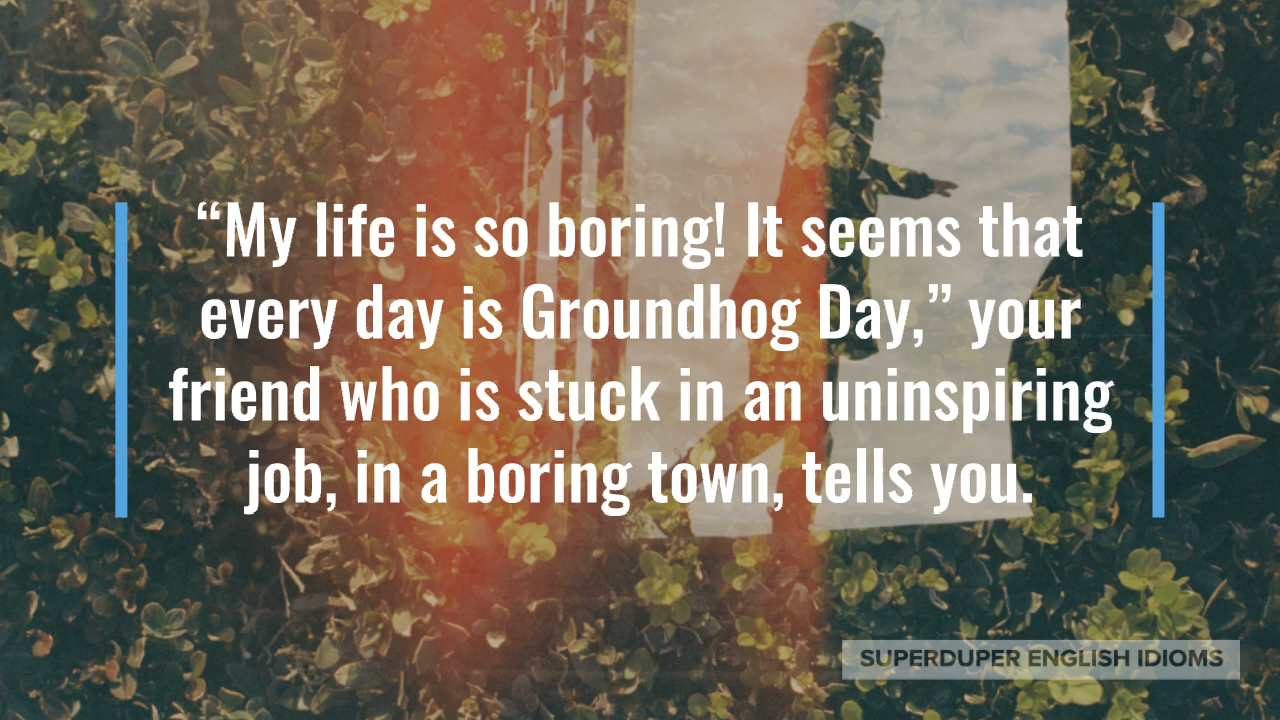 “My life is so boring! It seems that
every day is Groundhog Day,” your
friend who is stuck in an uninspiring
job, in a boring town, tells you.
SUPERDUPER ENGLISH IDIOMS